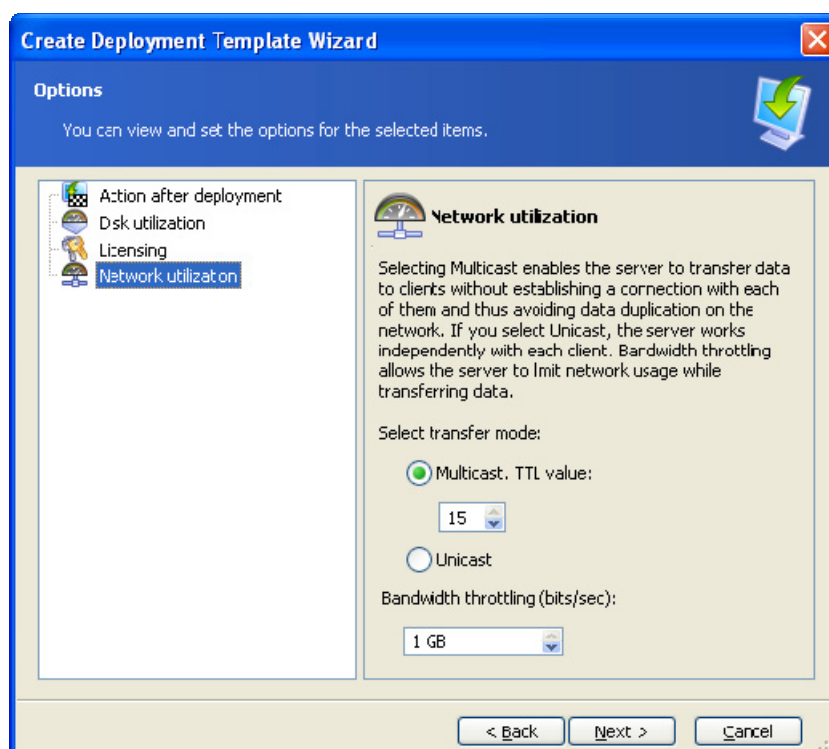 Create Deployment Template Wizard
Options
You can view and set the options for the selected items.
Action after deployment
Disk utilization
Licensing
Network utilization
Network utilization
Selecting Multicast enables the server to transfer data
to clients without establishing a connection with each
of them and thus avoiding data duplication on the
network. If you select Unicast, the server works
independently with each client. Bandwidth throttling
allows the server to limit network usage while
transferring data.
Select transfer mode:
Multicast. TTL value:
15
Unicast
Bandwidth throttling (bits/sec):
1 GB
< Back
Next >
Cancel